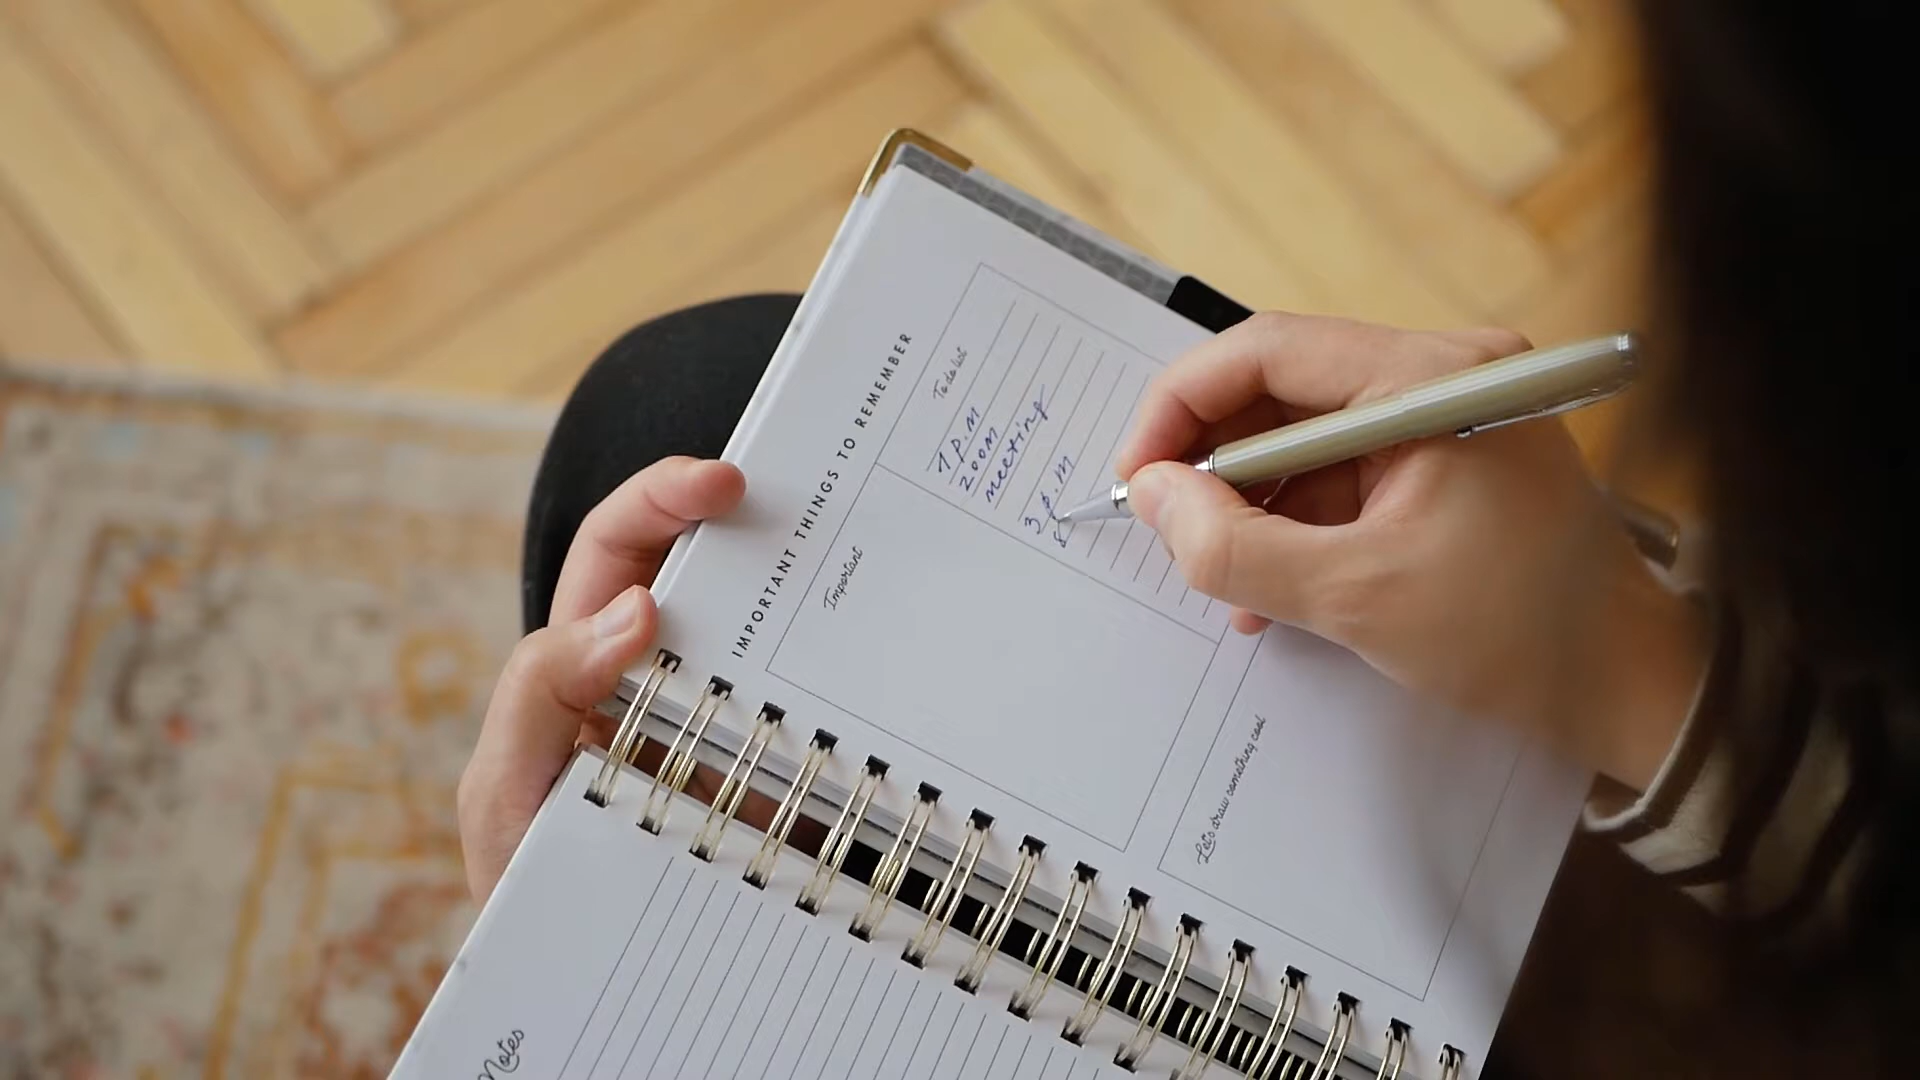 IMPORTANT THINGS TO REMEMBER
To do list
1 p.m
zoom
meeting
3 p.m
Important
Let's draw something cool
Notes